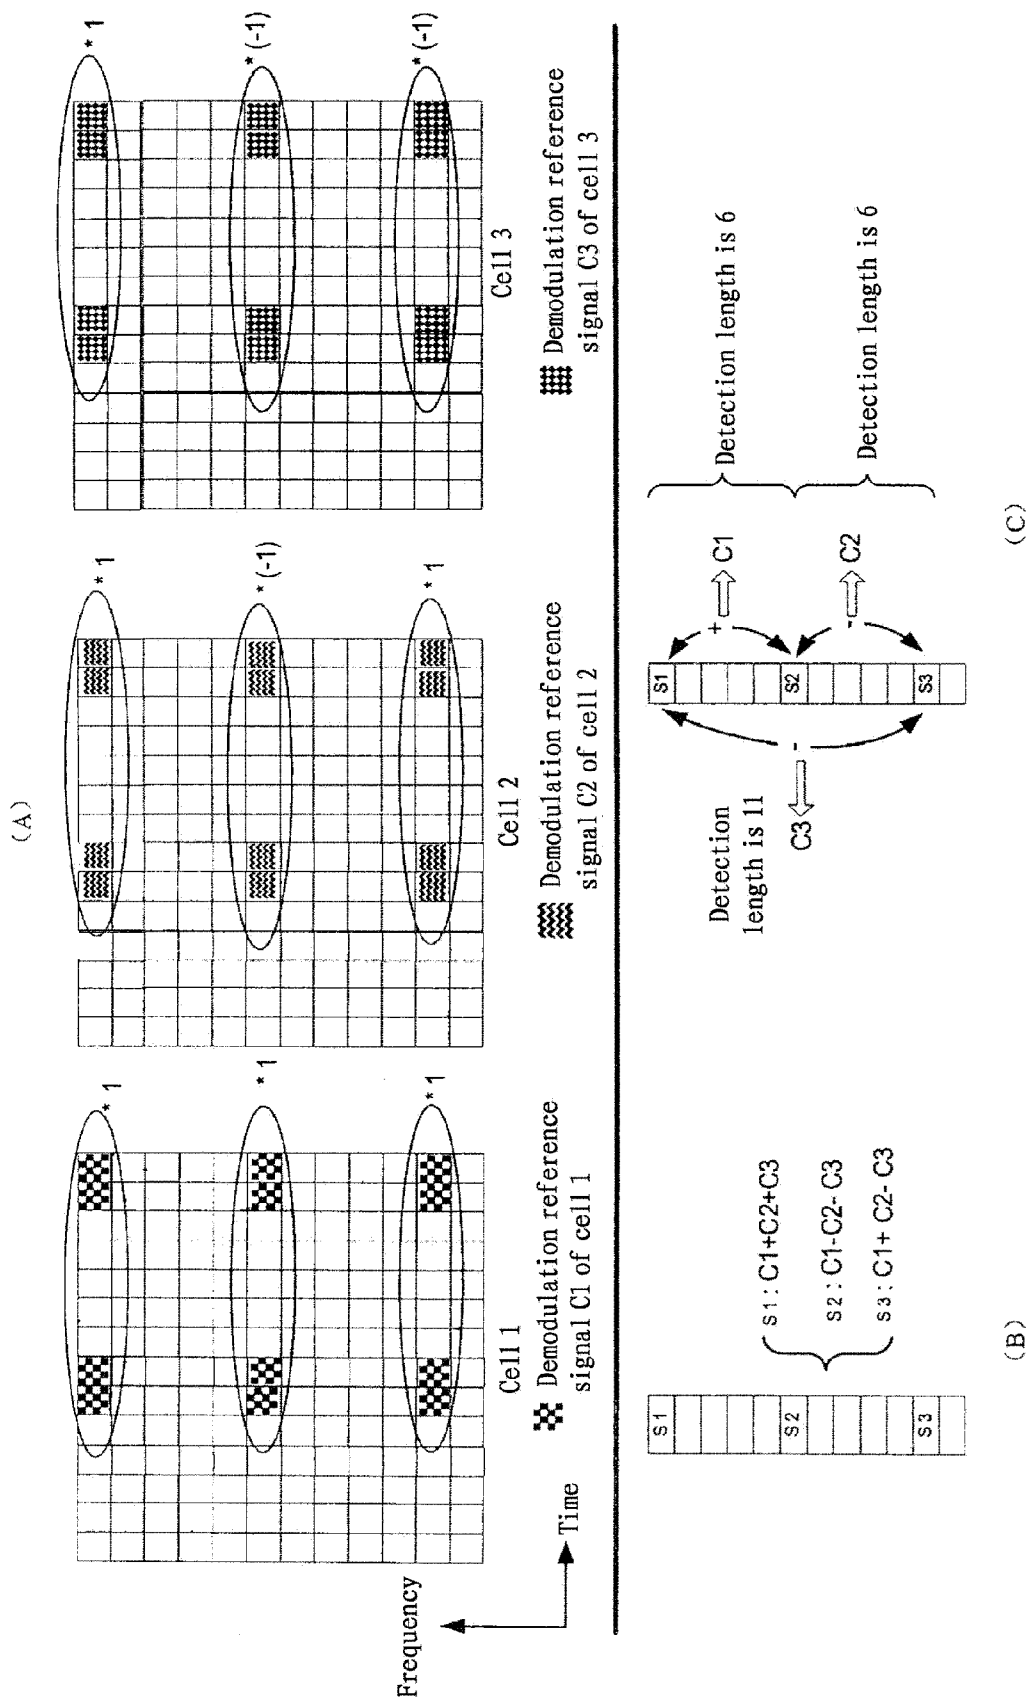 (A)
* 1
* 1
* 1
Cell 1
Demodulation reference
signal C1 of cell 1
* 1
* (-1)
* 1
Cell 2
Demodulation reference
signal C2 of cell 2
* 1
* (-1)
* (-1)
Cell 3
Demodulation reference
signal C3 of cell 3
Frequency
Time
S1
S2
S3
S1 : C1+C2+C3
S2 : C1-C2- C3
S3 : C1+ C2- C3
(B)
Detection
length is 11
C3
-
S1
S2
S3
+
C1
-
C2
Detection length is 6
Detection length is 6
(C)